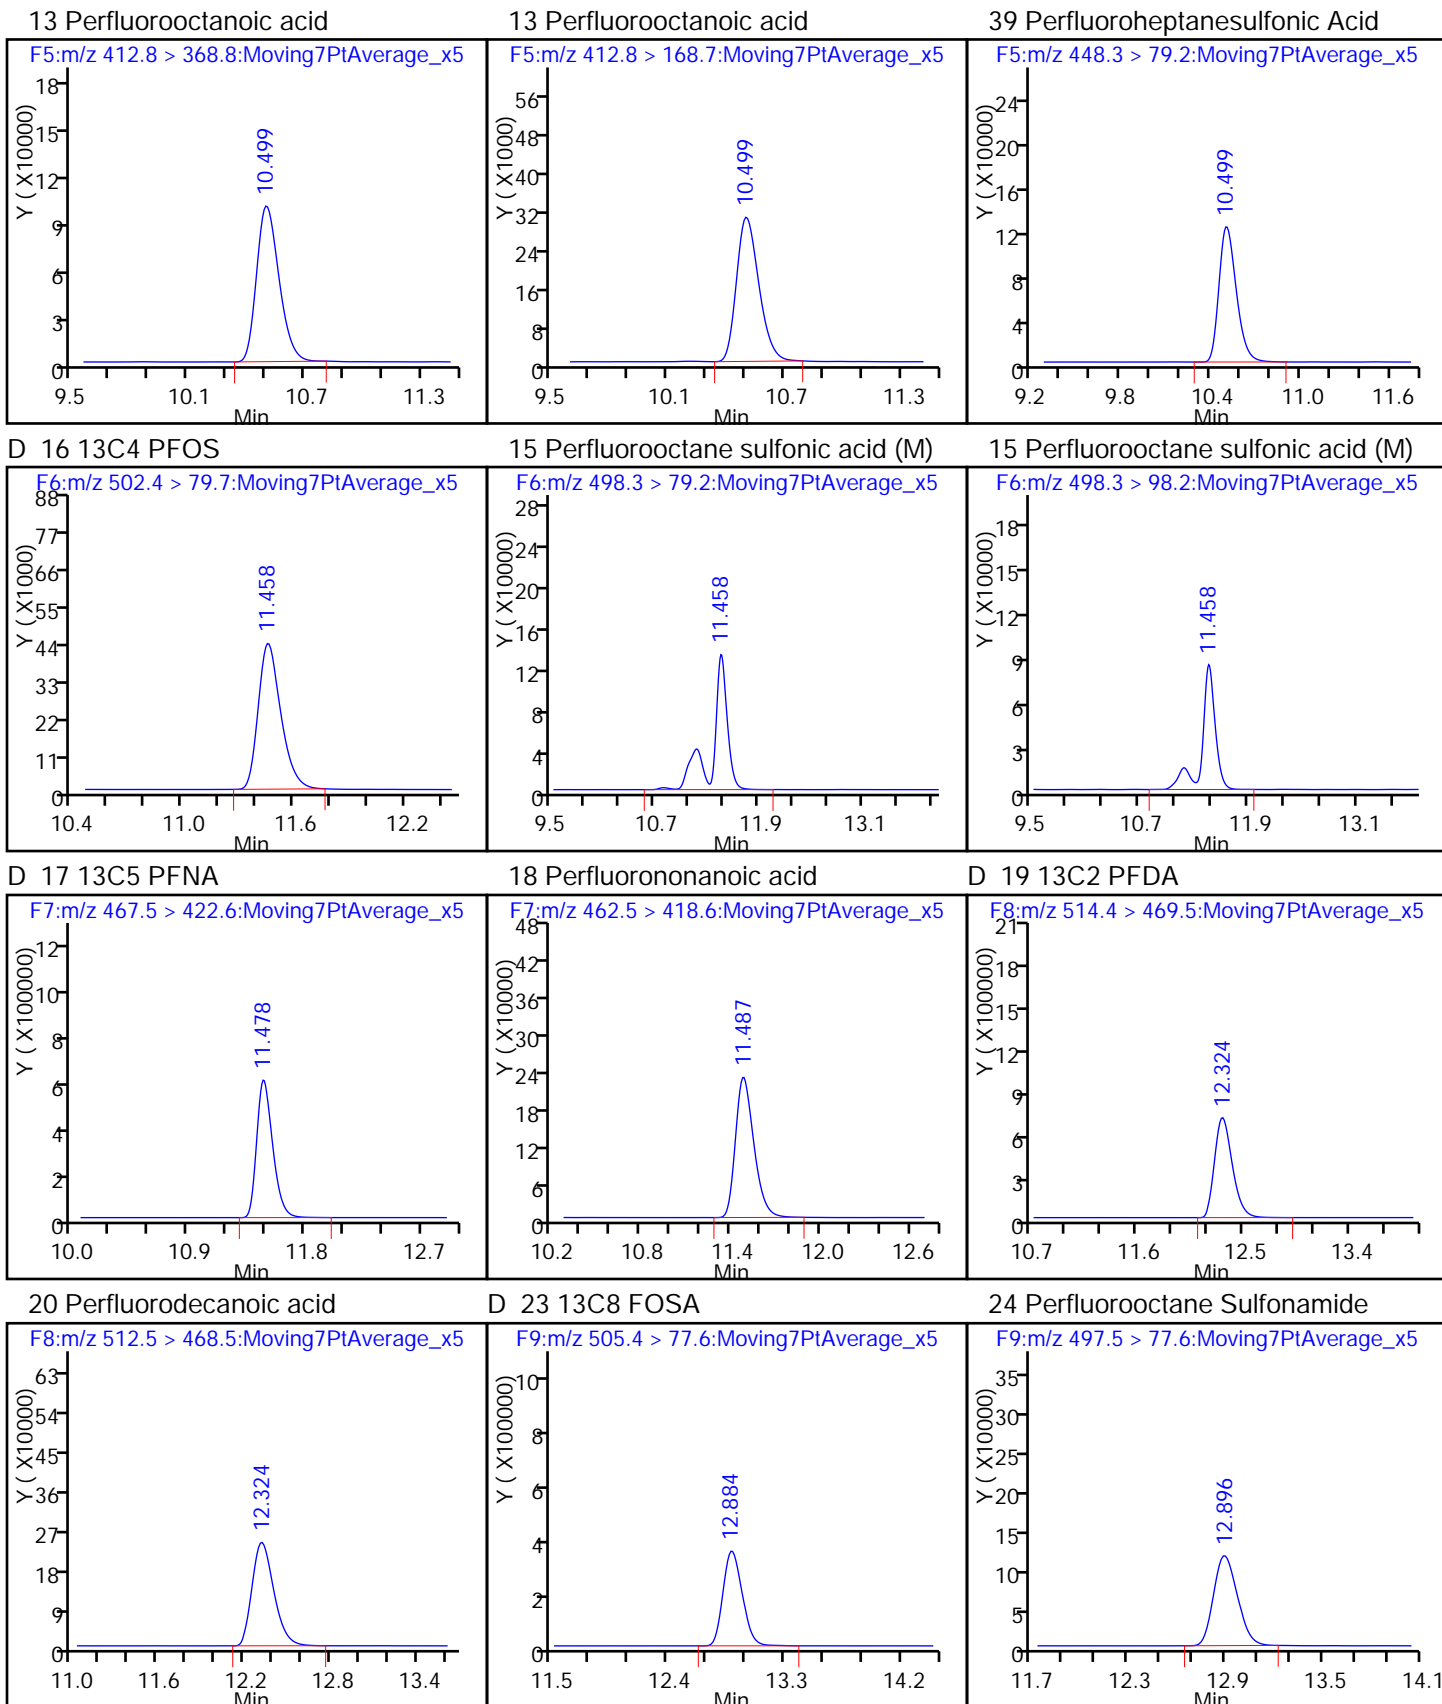 13 Perfluorooctanoic acid
F5:m/z 412.8 > 368.8:Moving7PtAverage_x5
Y ( X10000)
18
15
12
9
6
3
0
10.499
9.5 10.1 10.7 11.3
Min
13 Perfluorooctanoic acid
F5:m/z 412.8 > 168.7:Moving7PtAverage_x5
Y ( X1000)
56
48
40
32
24
16
8
0
10.499
9.5 10.1 10.7 11.3
Min
39 Perfluoroheptanesulfonic Acid
F5:m/z 448.3 > 79.2:Moving7PtAverage_x5
Y ( X10000)
24
20
16
12
8
4
0
10.499
9.2 9.8 10.4 11.0 11.6
Min
D 16 13C4 PFOS
F6:m/z 502.4 > 79.7:Moving7PtAverage_x5
Y ( X10000)
88
77
66
55
44
33
22
11
0
11.458
10.4 11.0 11.6 12.2
Min
15 Perfluorooctane sulfonic acid (M)
F6:m/z 498.3 > 79.2:Moving7PtAverage_x5
Y ( X10000)
28
24
20
16
12
8
4
0
11.458
9.5 10.7 11.9 13.1
Min
15 Perfluorooctane sulfonic acid (M)
F6:m/z 498.3 > 98.2:Moving7PtAverage_x5
Y ( X10000)
18
15
12
9
6
3
0
11.458
9.5 10.7 11.9 13.1
Min
D 17 13C5 PFNA
F7:m/z 467.5 > 422.6:Moving7PtAverage_x5
Y ( X100000)
12
10
8
6
4
2
0
11.478
10.0 10.9 11.8 12.7
Min
18 Perfluorononanoic acid
F7:m/z 462.5 > 418.6:Moving7PtAverage_x5
Y ( X10000)
48
42
36
30
24
18
12
6
0
11.487
10.2 10.8 11.4 12.0 12.6
Min
D 19 13C2 PFDA
F8:m/z 514.4 > 469.5:Moving7PtAverage_x5
Y ( X100000)
21
18
15
12
9
6
3
0
12.324
10.7 11.6 12.5 13.4
Min
20 Perfluorodecanoic acid
F8:m/z 512.5 > 468.5:Moving7PtAverage_x5
Y ( X10000)
63
54
45
36
27
18
9
0
12.324
11.0 11.6 12.2 12.8 13.4
Min
D 23 13C8 FOSA
F9:m/z 505.4 > 77.6:Moving7PtAverage_x5
Y ( X100000)
10
8
6
4
2
0
12.884
11.5 12.4 13.3 14.2
Min
24 Perfluorooctane Sulfonamide
F9:m/z 497.5 > 77.6:Moving7PtAverage_x5
Y ( X10000)
35
30
25
20
15
10
5
0
12.896
11.7 12.3 12.9 13.5 14.1
Min